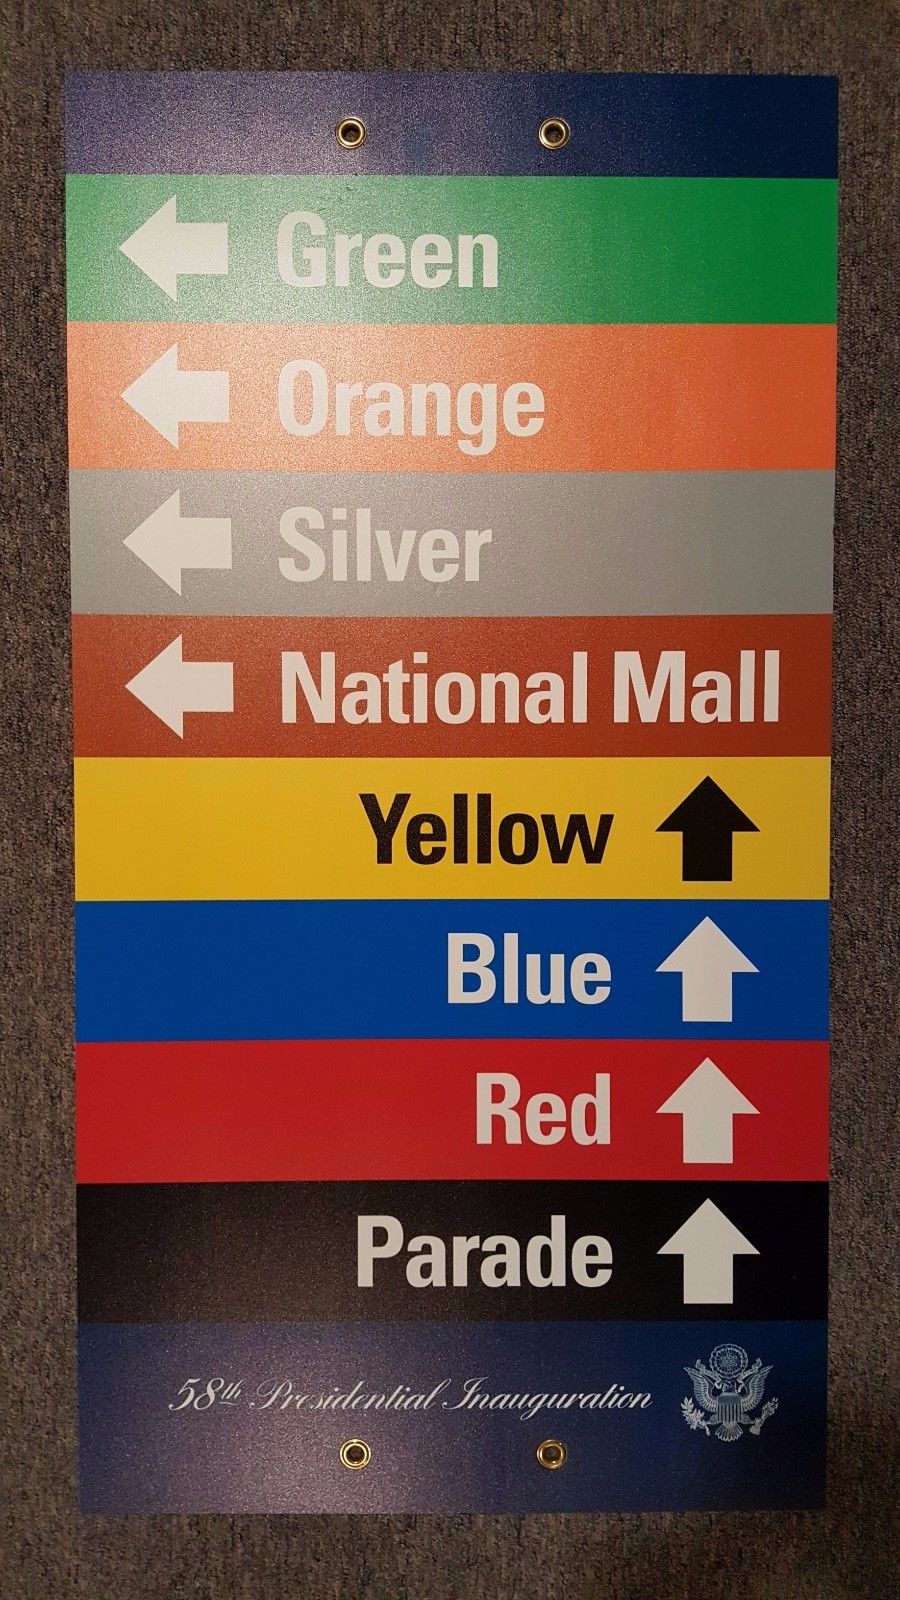 Green
Orange
Silver
National Mall
Yellow
Blue
Red
Parade
58th Presidential Inauguration